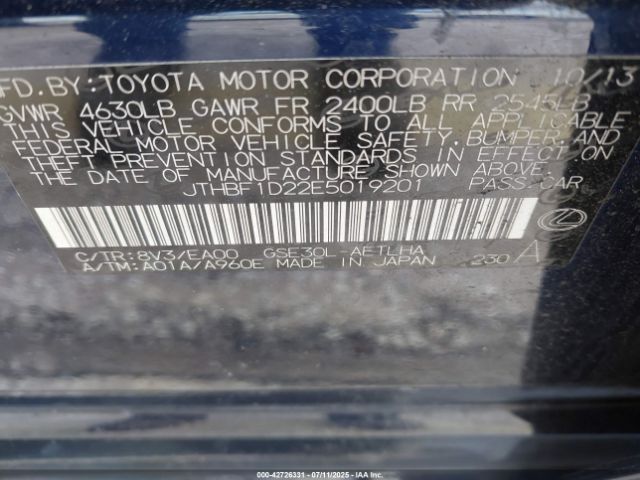 FD.BY:TOYOTA MOTOR CORPORATION 10/13
GVWR 4630LB GAWR FR 2400LB RR 2545LB
THIS VEHICLE CONFORMS TO ALL APPLICABLE
FEDERAL MOTOR VEHICLE SAFETY, BUMPER AND
THEFT PREVENTION STANDARDS IN EFFECT ON
THE DATE OF MANUFACTURE SHOWN ABOVE.
JTHBF1D22E5019201 PASS.CAR
C/TR:8V3/EA00 GSE30L-AETLHA
A/TM:A01A/A960E MADE IN JAPAN 230 A
000-42726331 - 07/11/2025 - IAAI.CA